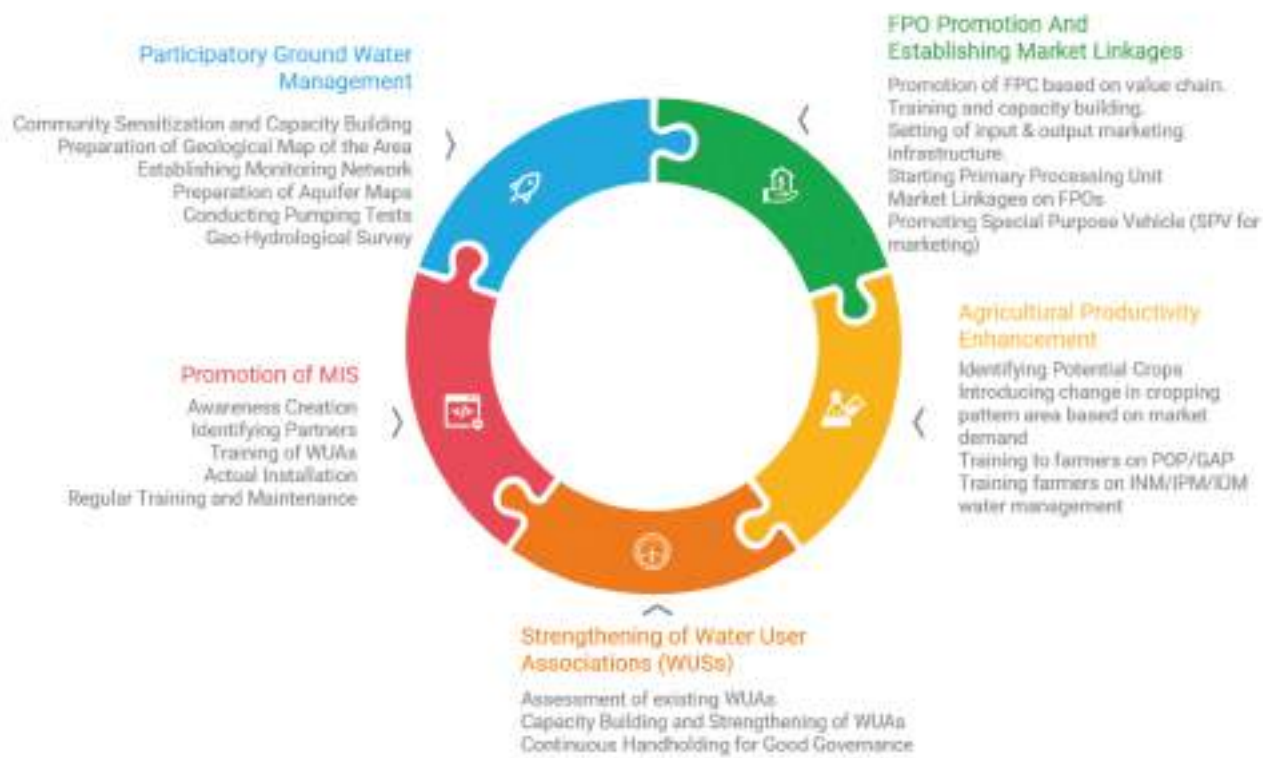 Participatory Ground Water
Management
Community Sensitization and Capacity Building
Preparation of Geological Map of the Area
Establishing Monitoring Network
Preparation of Aquifer Maps
Conducting Pumping Tests
Geo-Hydrological Survey
FPO Promotion And
Establishing Market Linkages
Promotion of FPC based on value chain.
Training and capacity building.
Setting of input & output marketing
infrastructure
Starting Primary Processing Unit
Market Linkages on FPOs
Promoting Special Purpose Vehicle (SPV for
marketing)
Agricultural Productivity
Enhancement
Identifying Potential Crops
Introducing change in cropping
pattern area based on market
demand
Training to farmers on POP/GAP
Training farmers on INM/IPM/IDM
water management
Promotion of MIS
Awareness Creation
Identifying Partners
Training of WUAs
Actual Installation
Regular Training and Maintenance
Strengthening of Water User
Associations (WUSs)
Assessment of existing WUAs
Capacity Building and Strengthening of WUAs
Continuous Handholding for Good Governance